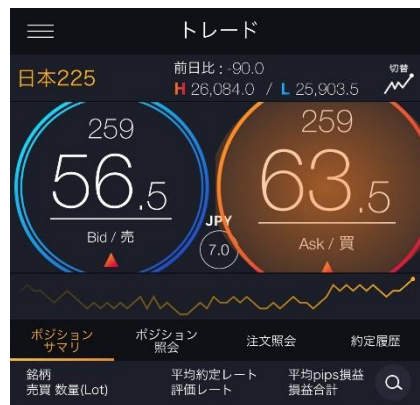 トレード
日本225
前日比 : -90.0
H 26,084.0 / L 25,903.5
切替
259
56.5
Bid / 売
259
63.5
Ask / 買
JPY
7.0
ポジション
サマリ
ポジション
照会
注文照会
約定履歴
銘柄
売買 数量(Lot)
平均約定レート
評価レート
平均pips損益
損益合計